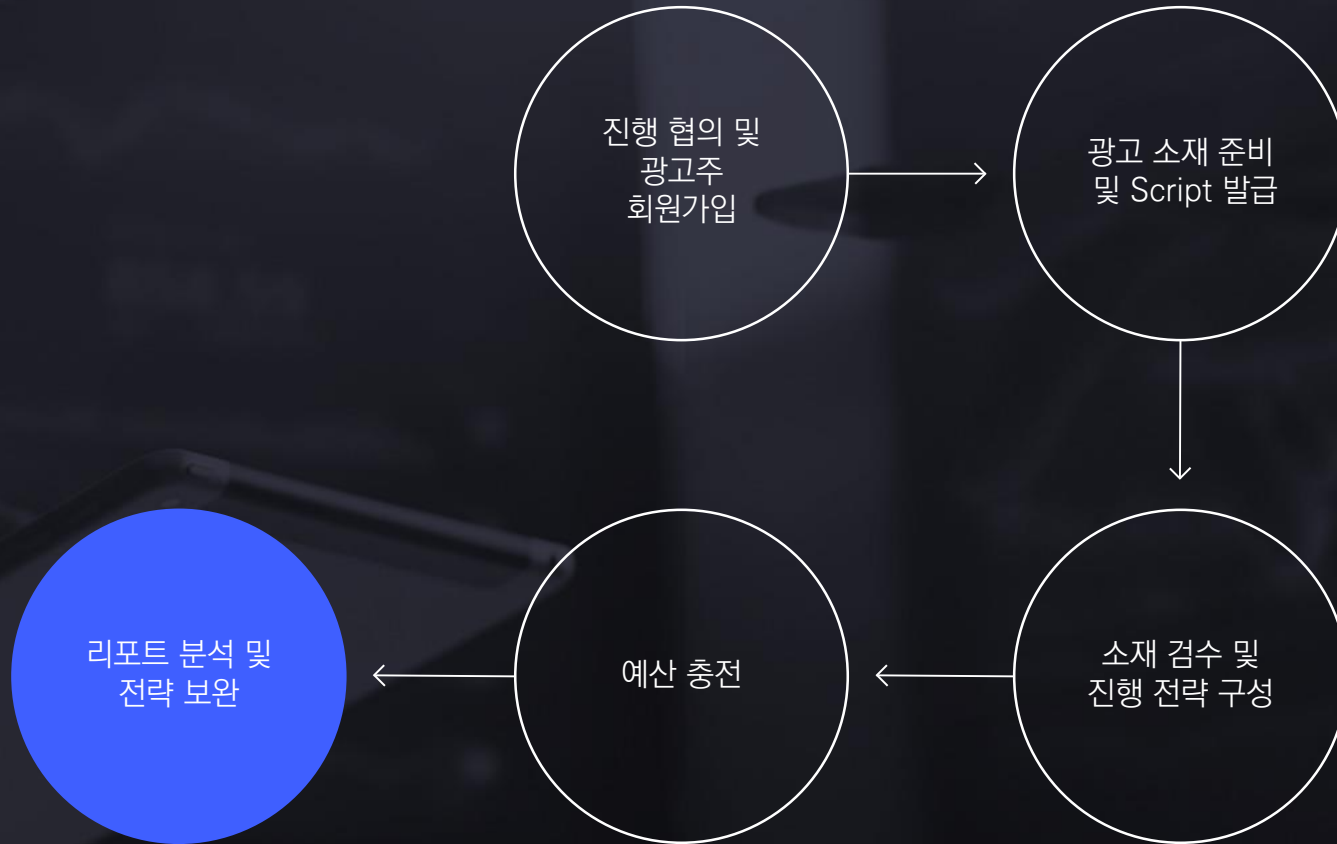 진행 협의 및
광고주
회원가입
광고 소재 준비
및 Script 발급
소재 검수 및
진행 전략 구성
예산 충전
리포트 분석 및
전략 보완